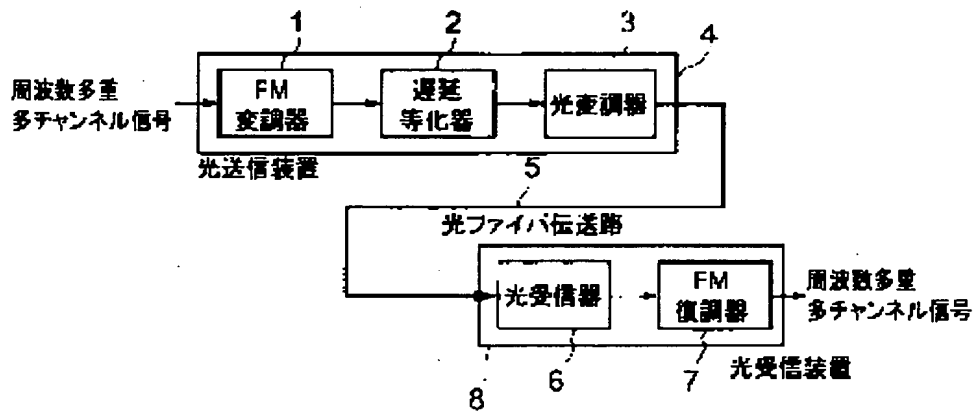 1
2
3
4
周波数多重
多チャンネル信号
FM
変調器
遅延
等化器
光変調器
光送信装置
5
光ファイバ伝送路
光受信器
FM
復調器
周波数多重
多チャンネル信号
光受信装置
6
7
8